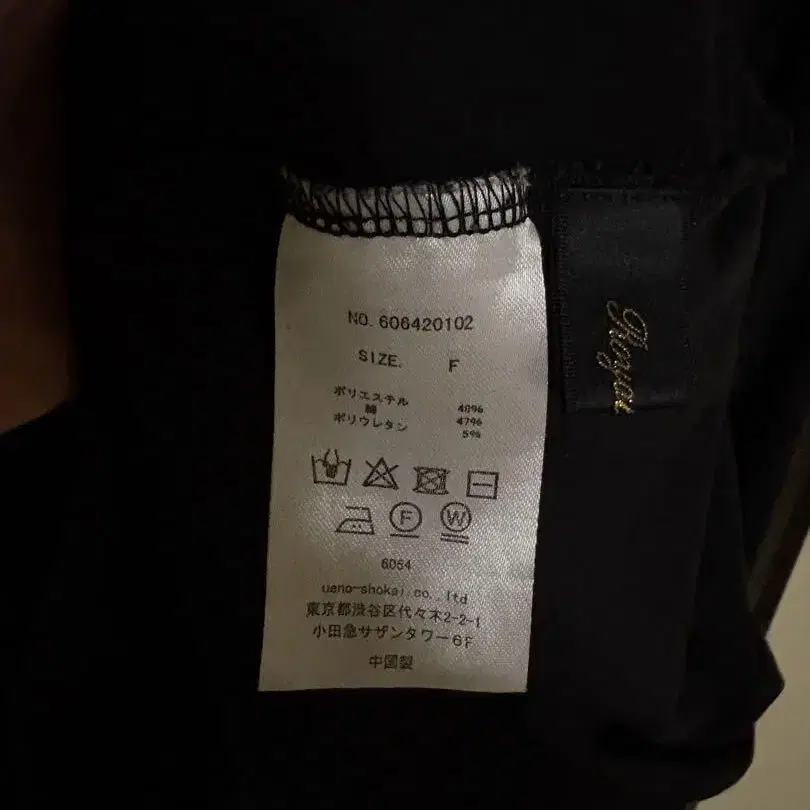 NO. 606420102
SIZE. F
ポリエステル 48%
綿 47%
ポリウレタン 5%
F W
6054
ueno-shokai.co.,ltd
東京都渋谷区代々木2-2-1
小田急サザンタワー6F
中国製